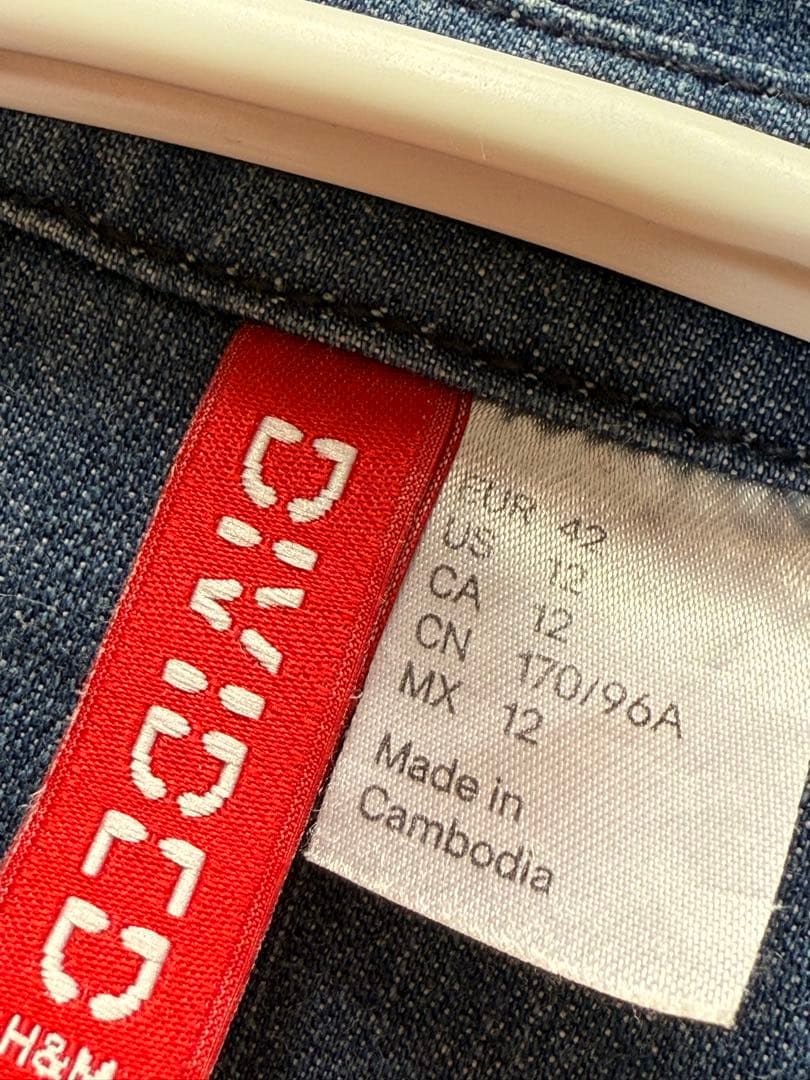 DIVIDED
H&M
EUR 42
US 12
CA 12
CN 170/96A
MX 12
Made in
Cambodia